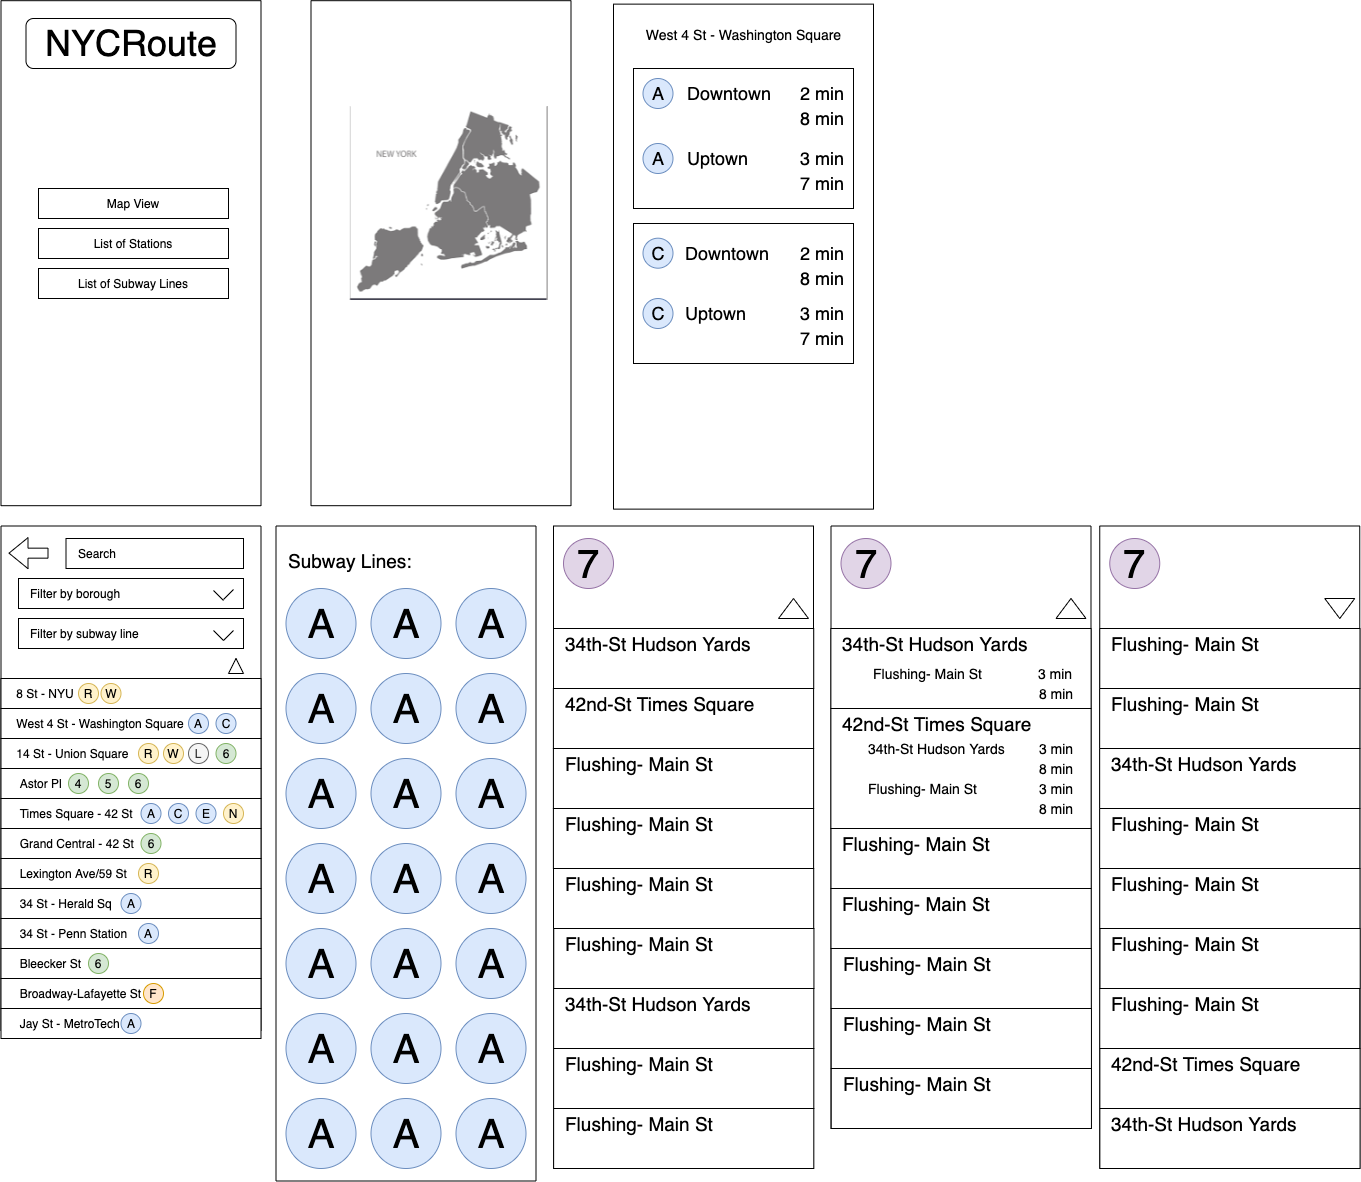 NYCRoute
Map View
List of Stations
List of Subway Lines
NEW YORK
West 4 St - Washington Square
A Downtown 2 min
8 min
A Uptown 3 min
7 min
C Downtown 2 min
8 min
C Uptown 3 min
7 min
Search
Filter by borough
Filter by subway line
8 St - NYU R W
West 4 St - Washington Square A C
14 St - Union Square R W L 6
Astor Pl 4 5 6
Times Square - 42 St A C E N
Grand Central - 42 St 6
Lexington Ave/59 St R
34 St - Herald Sq A
34 St - Penn Station A
Bleecker St 6
Broadway-Lafayette St F
Jay St - MetroTech A
Subway Lines:
A A A
A A A
A A A
A A A
A A A
A A A
A A A
7
34th-St Hudson Yards
42nd-St Times Square
Flushing- Main St
Flushing- Main St
Flushing- Main St
Flushing- Main St
34th-St Hudson Yards
Flushing- Main St
Flushing- Main St
7
34th-St Hudson Yards
Flushing- Main St 3 min
8 min
42nd-St Times Square
34th-St Hudson Yards 3 min
8 min
Flushing- Main St 3 min
8 min
Flushing- Main St
Flushing- Main St
Flushing- Main St
Flushing- Main St
Flushing- Main St
7
Flushing- Main St
Flushing- Main St
34th-St Hudson Yards
Flushing- Main St
Flushing- Main St
Flushing- Main St
Flushing- Main St
42nd-St Times Square
34th-St Hudson Yards